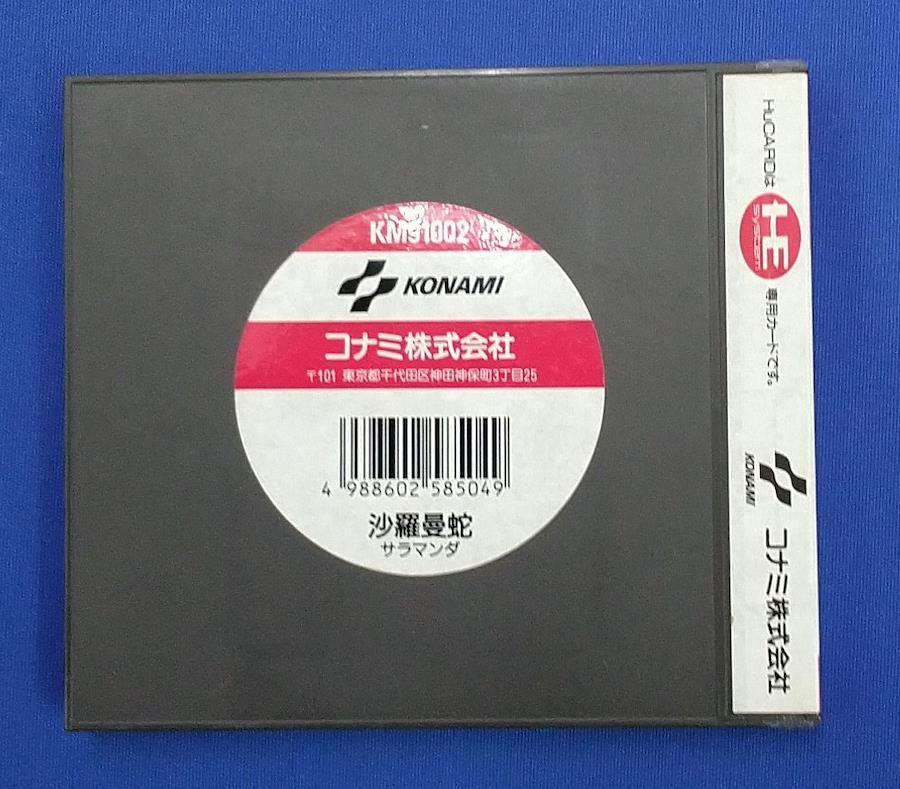 KM91002
KONAMI
コナミ株式会社
〒101 東京都千代田区神田神保町3丁目25
4 988602 585049
沙羅曼蛇
サラマンダ
HuCARDは
HE
System
専用カードです。
KONAMI
コナミ株式会社